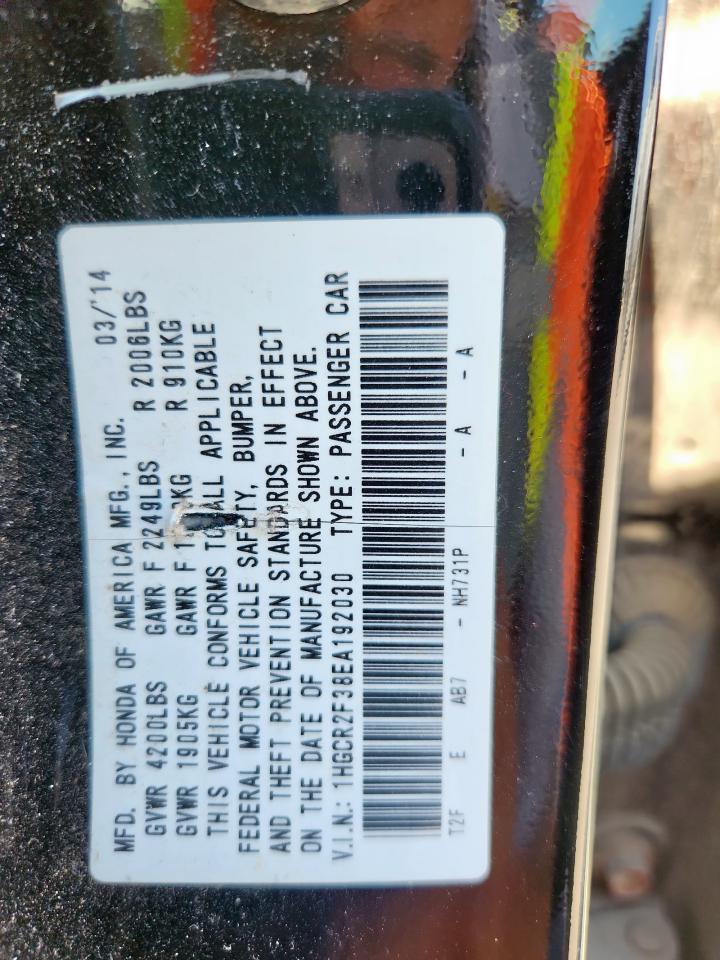 MFD. BY HONDA OF AMERICA MFG., INC. 03/'14
GVWR 4200LBS GAWR F 2249LBS R 2006LBS
GVWR 1905KG GAWR F KG R 910KG
THIS VEHICLE CONFORMS TO ALL APPLICABLE
FEDERAL MOTOR VEHICLE SAFETY, BUMPER,
AND THEFT PREVENTION STANDARDS IN EFFECT
ON THE DATE OF MANUFACTURE SHOWN ABOVE.
V.I.N.: 1HGCR2F38EA192030 TYPE: PASSENGER CAR
T2F E AB7 - NH731P - A - A